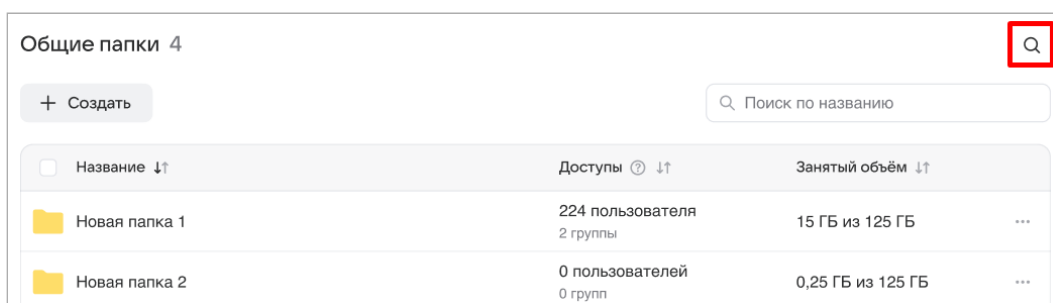 Общие папки 4
+ Создать
Поиск по названию
Название ↓↑ Доступы ? ↓↑ Занятый объём ↓↑
Новая папка 1 224 пользователя 15 ГБ из 125 ГБ ...
2 группы
Новая папка 2 0 пользователей 0,25 ГБ из 125 ГБ ...
0 групп